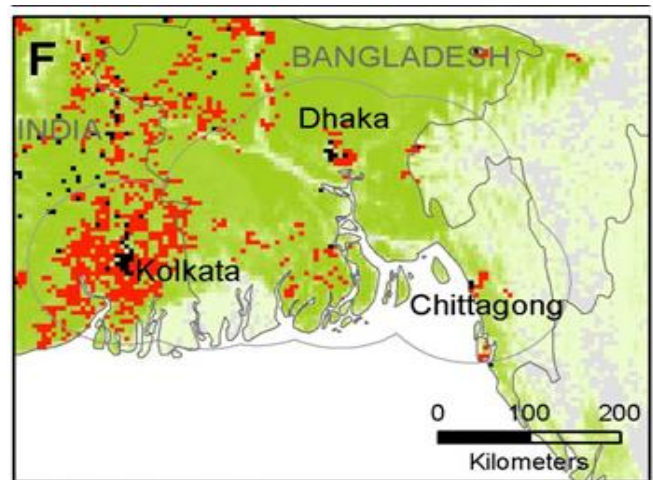 F
BANGLADESH
Dhaka
INDIA
Kolkata
Chittagong
0 100 200
Kilometers